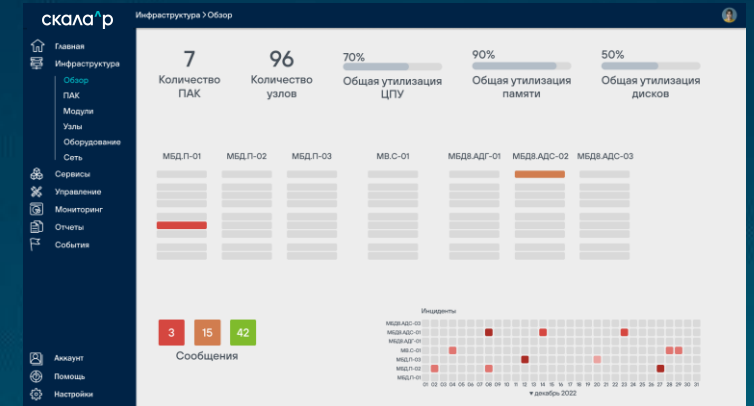 скала^р
Инфраструктура > Обзор
Главная
Инфраструктура
Обзор
ПАК
Модули
Узлы
Оборудование
Сеть
Сервисы
Управление
Мониторинг
Отчеты
События
Аккаунт
Помощь
Настройки
7
Количество
ПАК
96
Количество
узлов
70%
Общая утилизация
ЦПУ
90%
Общая утилизация
памяти
50%
Общая утилизация
дисков
МБД.П-01 МБД.П-02 МБД.П-03 МВ.С-01 МБД8.АДГ-01 МБД8.АДС-02 МБД8.АДС-03
3 15 42
Сообщения
Инциденты
МБД8.АДС-03
МБД8.АДС-02
МБД8.АДГ-01
МВ.С-01
МБД.П-03
МБД.П-02
МБД.П-01
01 02 03 04 05 06 07 08 09 10 11 12 13 14 15 16 17 18 19 20 21 22 23 24 25 26 27 28 29 30 31
▾ декабрь 2022